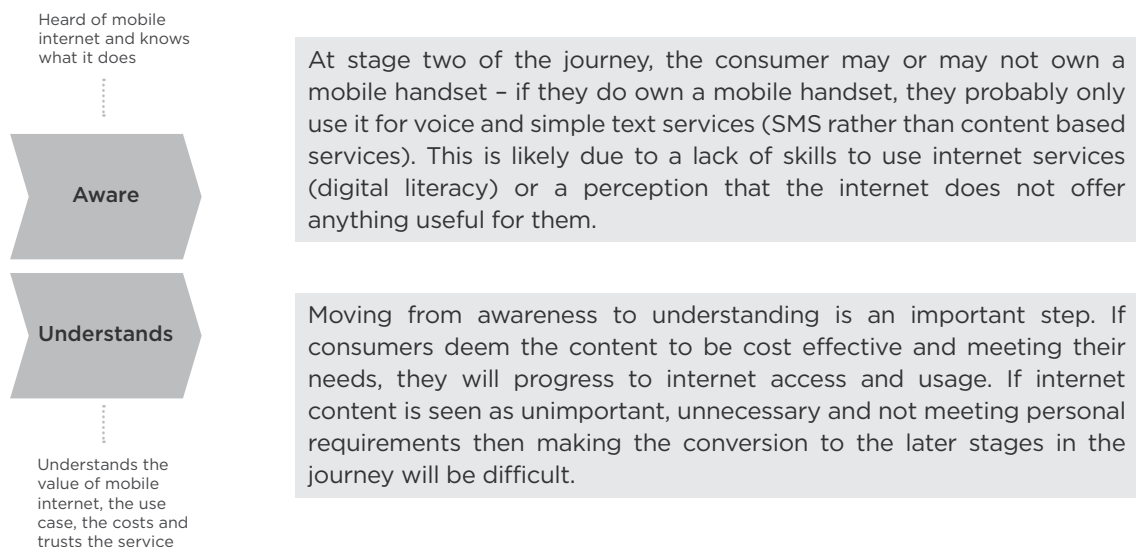 Heard of mobile
internet and knows
what it does
Aware
At stage two of the journey, the consumer may or may not own a
mobile handset – if they do own a mobile handset, they probably only
use it for voice and simple text services (SMS rather than content based
services). This is likely due to a lack of skills to use internet services
(digital literacy) or a perception that the internet does not offer
anything useful for them.
Understands
Moving from awareness to understanding is an important step. If
consumers deem the content to be cost effective and meeting their
needs, they will progress to internet access and usage. If internet
content is seen as unimportant, unnecessary and not meeting personal
requirements then making the conversion to the later stages in the
journey will be difficult.
Understands the
value of mobile
internet, the use
case, the costs and
trusts the service